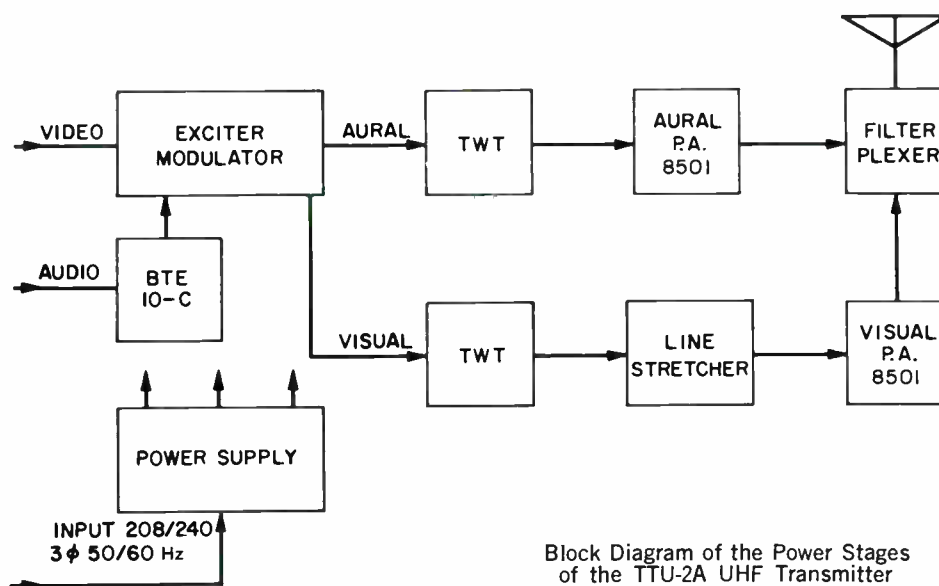 VIDEO
EXCITER
MODULATOR
AURAL
TWT
AURAL
P.A.
8501
FILTER
PLEXER
AUDIO
BTE
10-C
VISUAL
TWT
LINE
STRETCHER
VISUAL
P.A.
8501
POWER SUPPLY
INPUT 208/240
3ϕ 50/60 Hz
Block Diagram of the Power Stages
of the TTU-2A UHF Transmitter